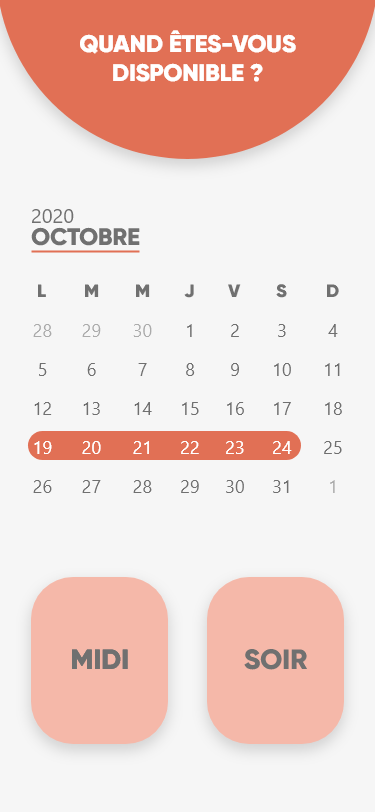 QUAND ÊTES-VOUS
DISPONIBLE ?
2020
OCTOBRE
L M M J V S D
28 29 30 1 2 3 4
5 6 7 8 9 10 11
12 13 14 15 16 17 18
19 20 21 22 23 24 25
26 27 28 29 30 31 1
MIDI SOIR